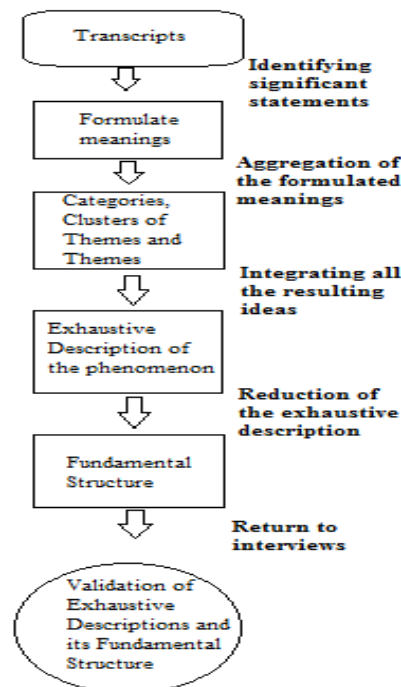 Transcripts
Identifying
significant
statements
Formulate
meanings
Aggregation of
the formulated
meanings
Categories,
Clusters of
Themes and
Themes
Integrating all
the resulting
ideas
Exhaustive
Description of
the phenomenon
Reduction of
the exhaustive
description
Fundamental
Structure
Return to
interviews
Validation of
Exhaustive
Descriptions and
its Fundamental
Structure